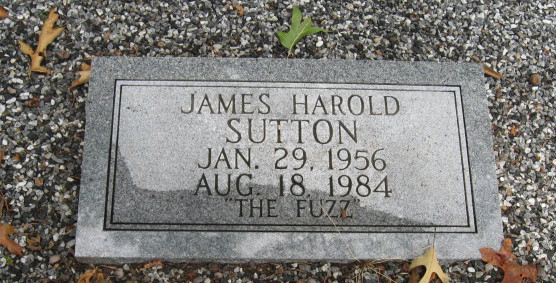 JAMES HAROLD
SUTTON
JAN. 29, 1956
AUG. 18, 1984
"THE FUZZ"